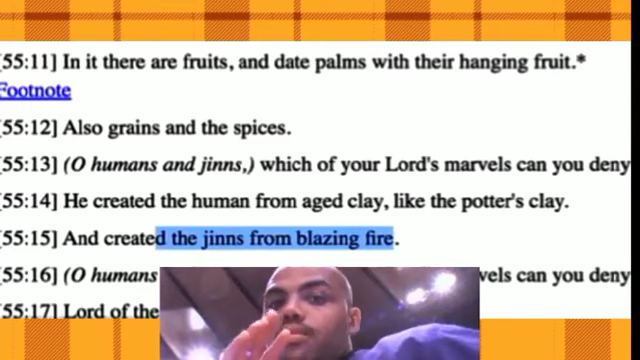 [55:11] In it there are fruits, and date palms with their hanging fruit.*
Footnote
[55:12] Also grains and the spices.
[55:13] (O humans and jinns,) which of your Lord's marvels can you deny
[55:14] He created the human from aged clay, like the potter's clay.
[55:15] And created the jinns from blazing fire.
[55:16] (O humans vels can you deny
[55:17] Lord of the